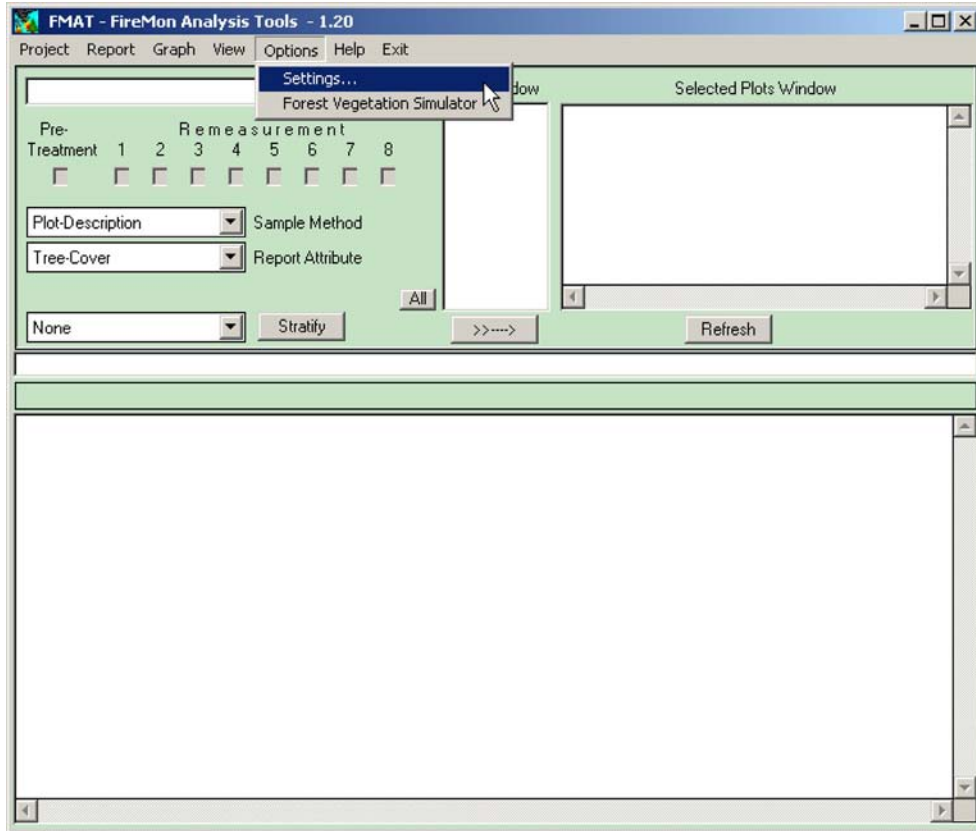 FMAT - FireMon Analysis Tools - 1.20
Project Report Graph View Options Help Exit
Settings...
Forest Vegetation Simulator
Selected Plots Window
Pre-
Treatment
Remeasurement
1 2 3 4 5 6 7 8
Plot-Description
Sample Method
Tree-Cover
Report Attribute
All
None
Stratify
>>---->
Refresh